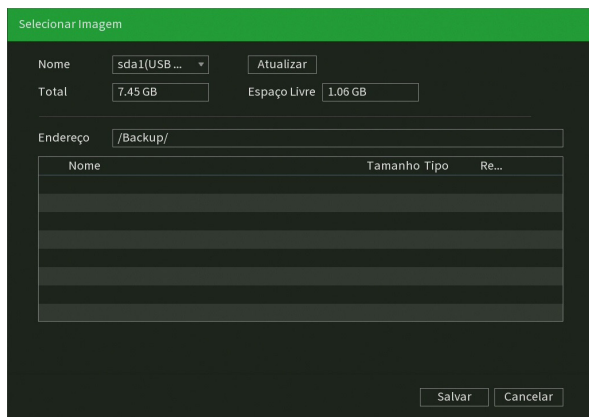 Selecionar Imagem
Nome sda1(USB ... Atualizar
Total 7.45 GB Espaço Livre 1.06 GB
Endereço /Backup/
Nome Tamanho Tipo Re...
Salvar Cancelar